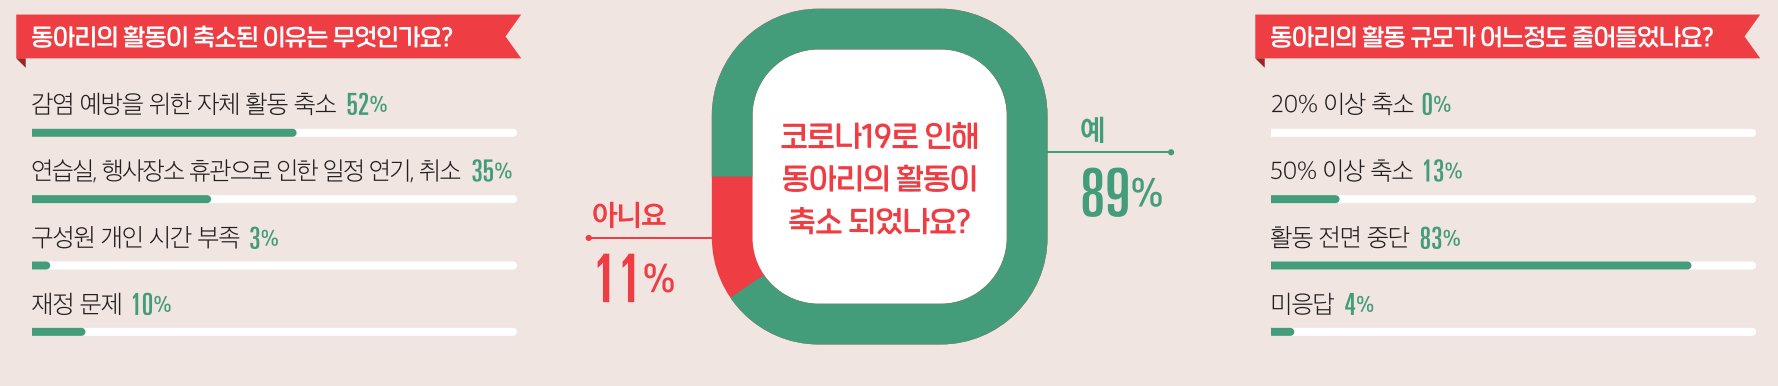 동아리의 활동이 축소된 이유는 무엇인가요?
감염 예방을 위한 자체 활동 축소 52%
연습실, 행사장소 휴관으로 인한 일정 연기, 취소 35%
구성원 개인 시간 부족 3%
재정 문제 10%
코로나19로 인해
동아리의 활동이
축소 되었나요?
아니요
11%
예
89%
동아리의 활동 규모가 어느정도 줄어들었나요?
20% 이상 축소 0%
50% 이상 축소 13%
활동 전면 중단 83%
미응답 4%